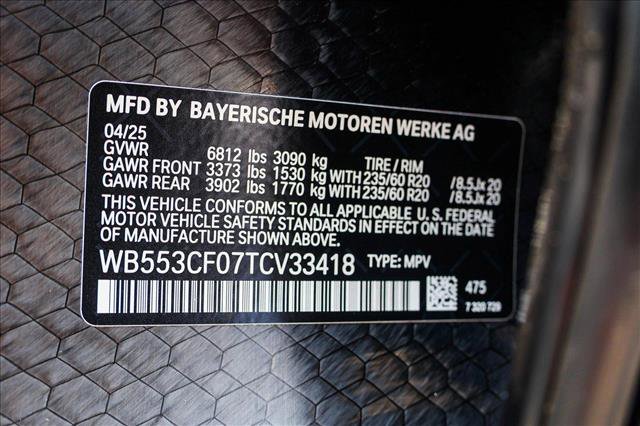 MFD BY BAYERISCHE MOTOREN WERKE AG
04/25
GVWR 6812 lbs 3090 kg TIRE / RIM
GAWR FRONT 3373 lbs 1530 kg WITH 235/60 R20 /8.5Jx20
GAWR REAR 3902 lbs 1770 kg WITH 235/60 R20 /8.5Jx20
THIS VEHICLE CONFORMS TO ALL APPLICABLE U. S. FEDERAL
MOTOR VEHICLE SAFETY STANDARDS IN EFFECT ON THE DATE
OF MANUFACTURE SHOWN ABOVE.
WB553CF07TCV33418 TYPE: MPV
475
7 320 729